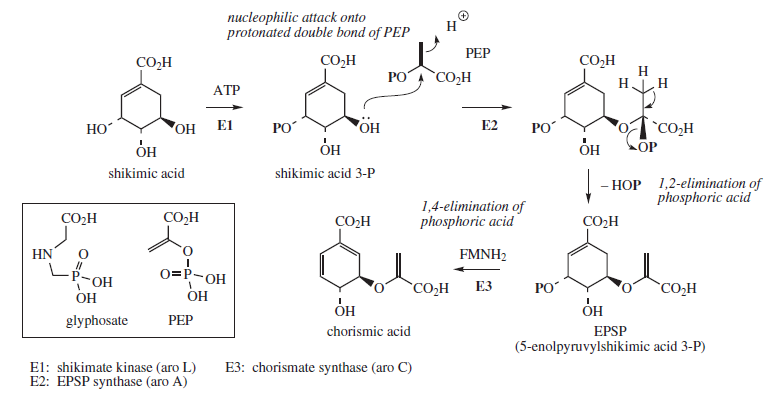 nucleophilic attack onto
protonated double bond of PEP
H⊕
PEP
CO₂H
HO
OH
OH
shikimic acid
ATP
E1
CO₂H
PO
ÖH
OH
shikimic acid 3-P
PO
CO₂H
E2
CO₂H
H
H
H
PO
O
CO₂H
OP
OH
– HOP
1,2-elimination of
phosphoric acid
CO₂H
PO
O
CO₂H
OH
EPSP
(5-enolpyruvylshikimic acid 3-P)
1,4-elimination of
phosphoric acid
FMNH₂
E3
CO₂H
O
CO₂H
OH
chorismic acid
CO₂H
HN
O
P
OH
OH
glyphosate
CO₂H
O
O=P
OH
OH
PEP
E1: shikimate kinase (aro L)
E2: EPSP synthase (aro A)
E3: chorismate synthase (aro C)